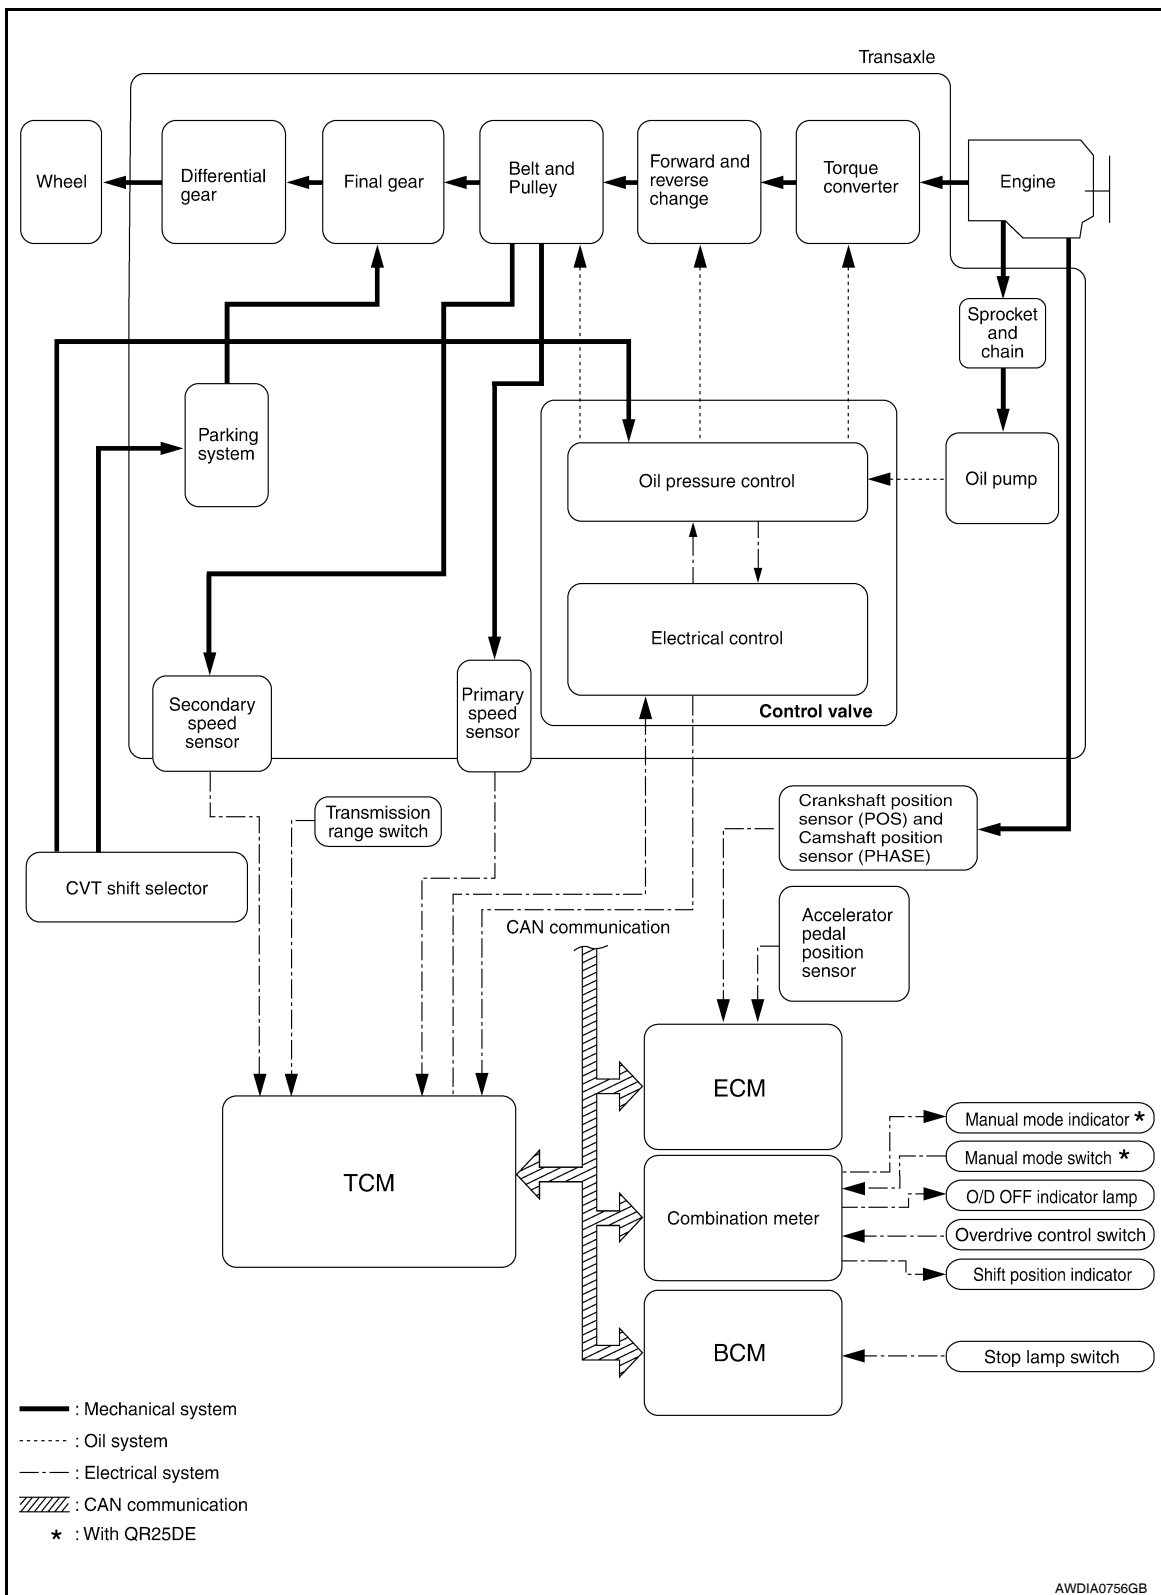 Transaxle
Wheel
Differential
gear
Final gear
Belt and
Pulley
Forward and
reverse
change
Torque
converter
Engine
Sprocket
and
chain
Parking
system
Oil pressure control
Oil pump
Electrical control
Control valve
Secondary
speed
sensor
Primary
speed
sensor
Transmission
range switch
Crankshaft position
sensor (POS) and
Camshaft position
sensor (PHASE)
CVT shift selector
CAN communication
Accelerator
pedal
position
sensor
TCM
ECM
Combination meter
BCM
Manual mode indicator *
Manual mode switch *
O/D OFF indicator lamp
Overdrive control switch
Shift position indicator
Stop lamp switch
: Mechanical system
: Oil system
: Electrical system
: CAN communication
* : With QR25DE
AWDIA0756GB